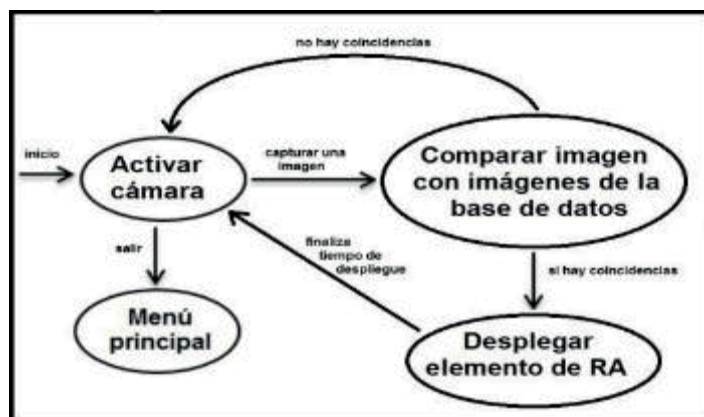 no hay coincidencias
inicio
Activar
cámara
capturar una
imagen
Comparar imagen
con imágenes de la
base de datos
salir
finaliza
tiempo de
despliegue
si hay coincidencias
Menú
principal
Desplegar
elemento de RA